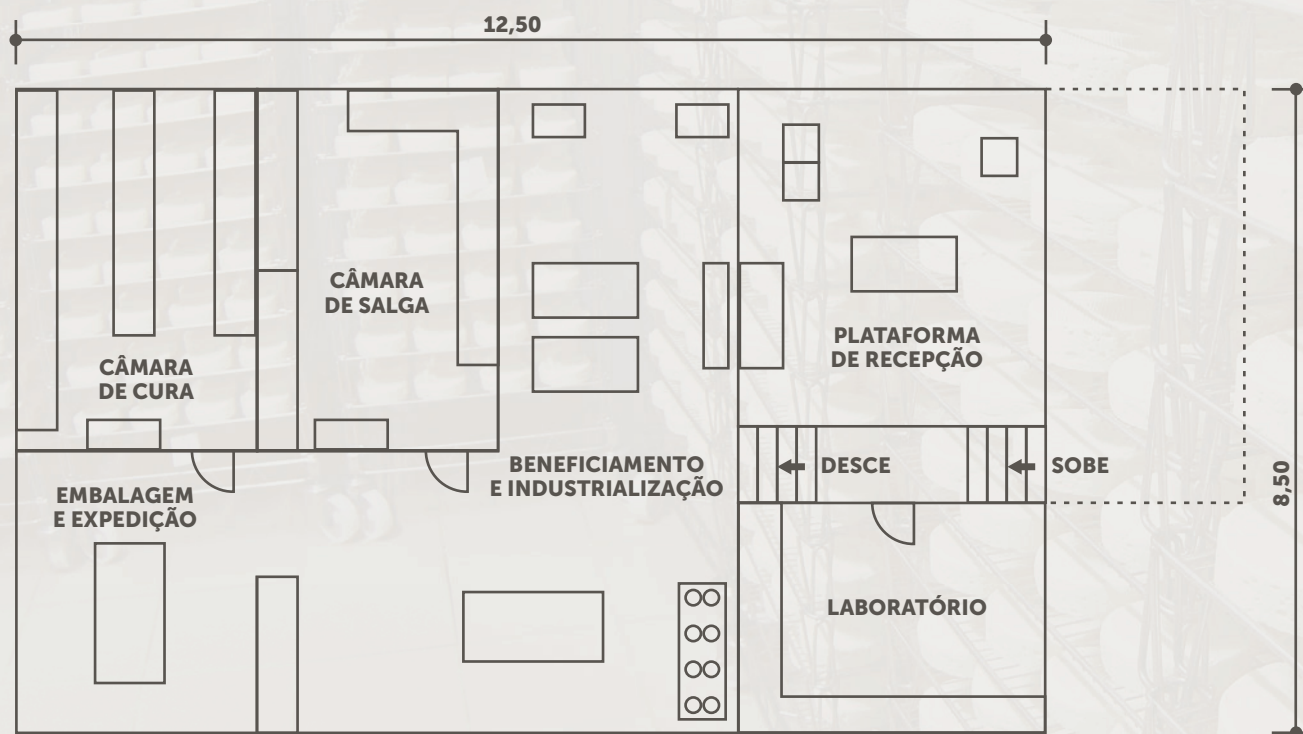 12,50
CÂMARA
DE SALGA
CÂMARA
DE CURA
PLATAFORMA
DE RECEPÇÃO
BENEFICIAMENTO
E INDUSTRIALIZAÇÃO
DESCE
SOBE
8,50
EMBALAGEM
E EXPEDIÇÃO
LABORATÓRIO